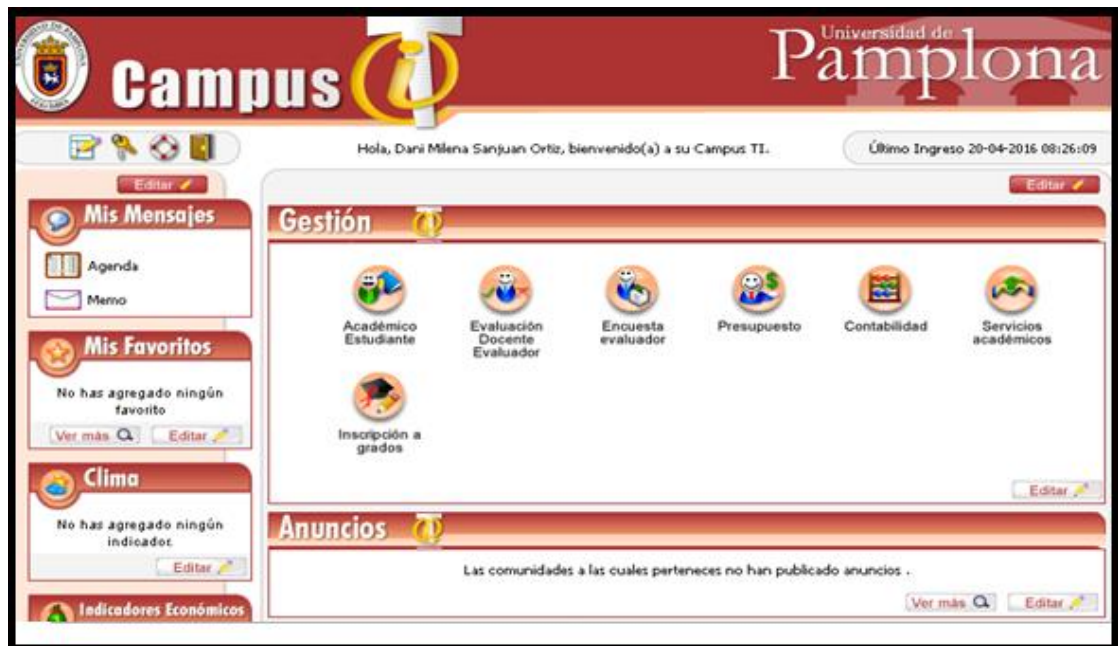 Campus
Universidad de
Pamplona
Hola, Dani Milena Sanjuan Ortiz, bienvenido(a) a su Campus TI.
Último Ingreso 20-04-2016 08:26:09
Editar
Mis Mensajes
Agenda
Memo
Mis Favoritos
No has agregado ningún
favorito
Ver más
Editar
Clima
No has agregado ningún
indicador.
Editar
Indicadores Económicos
Editar
Gestión
Académico
Estudiante
Evaluación
Docente
Evaluador
Encuesta
evaluador
Presupuesto
Contabilidad
Servicios
académicos
Inscripción a
grados
Editar
Anuncios
Las comunidades a las cuales perteneces no han publicado anuncios .
Ver más
Editar